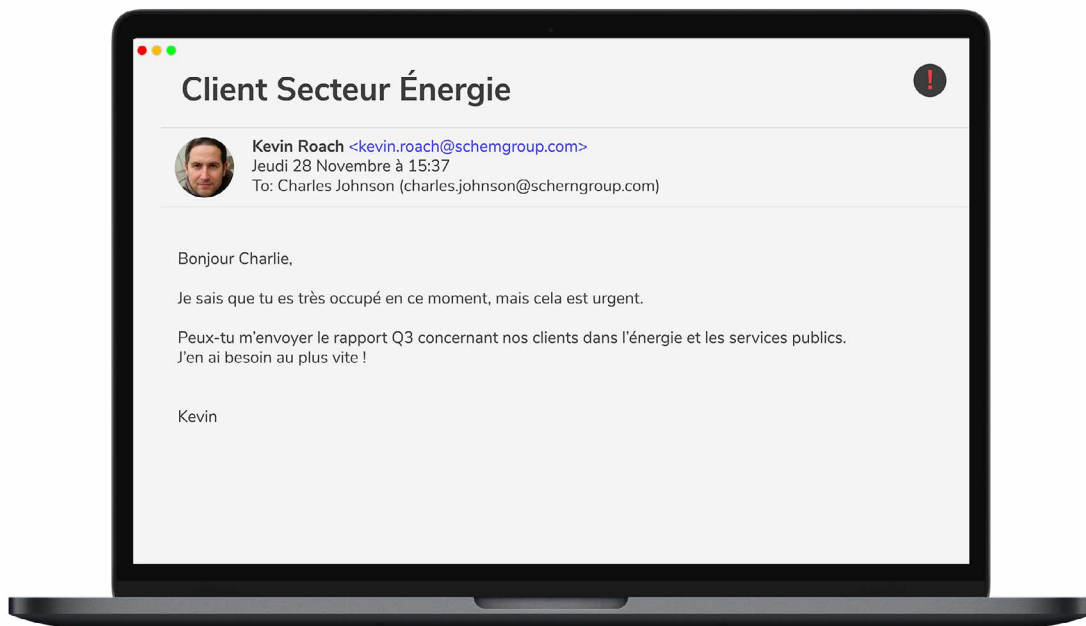 Client Secteur Énergie
!
Kevin Roach <kevin.roach@schemgroup.com>
Jeudi 28 Novembre à 15:37
To: Charles Johnson (charles.johnson@scherngroup.com)
Bonjour Charlie,
Je sais que tu es très occupé en ce moment, mais cela est urgent.
Peux-tu m’envoyer le rapport Q3 concernant nos clients dans l’énergie et les services publics.
J’en ai besoin au plus vite !
Kevin